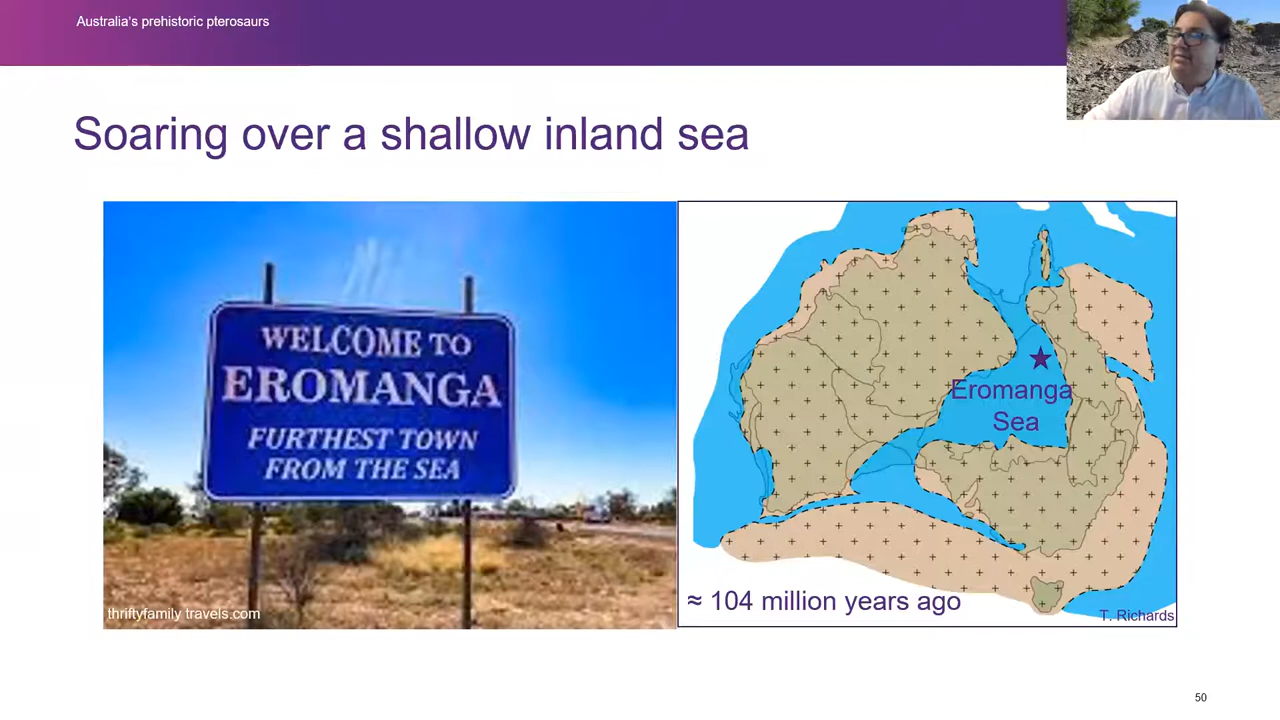 Australia's prehistoric pterosaurs
Soaring over a shallow inland sea
WELCOME TO
EROMANGA
FURTHEST TOWN
FROM THE SEA
thriftyfamily travels.com
Eromanga
Sea
≈ 104 million years ago
T. Richards
50